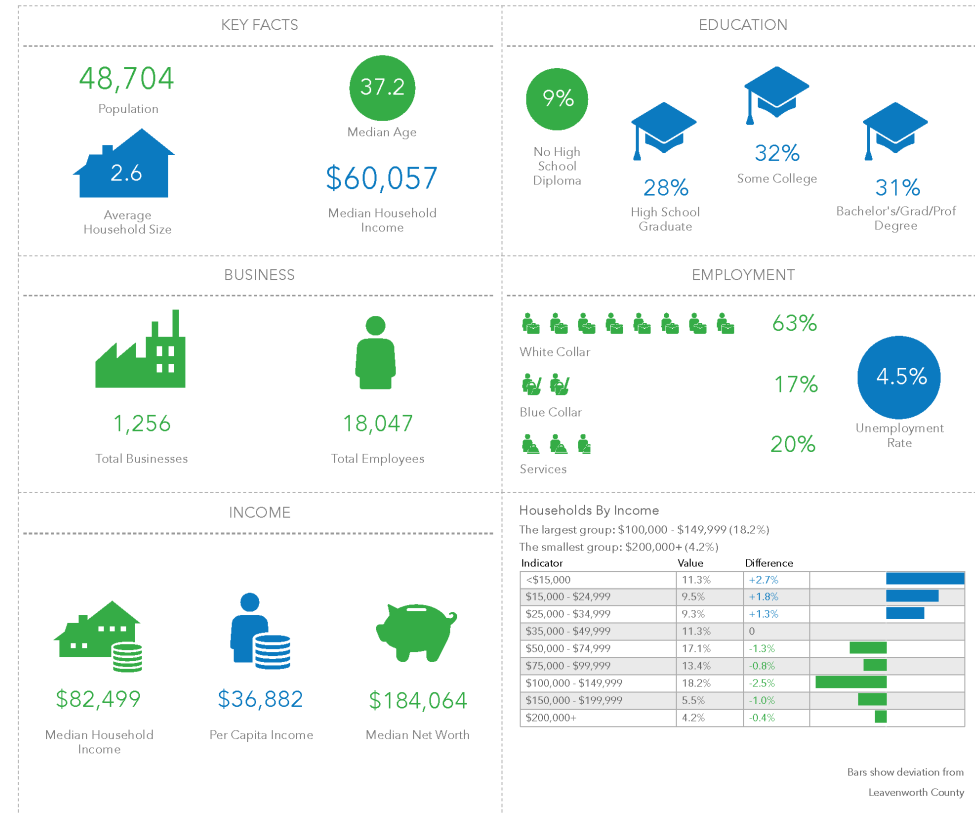 KEY FACTS
48,704
Population
37.2
Median Age
2.6
Average
Household Size
$60,057
Median Household
Income
EDUCATION
9%
No High
School
Diploma
28%
High School
Graduate
32%
Some College
31%
Bachelor's/Grad/Prof
Degree
BUSINESS
1,256
Total Businesses
18,047
Total Employees
EMPLOYMENT
63%
White Collar
17%
Blue Collar
20%
Services
4.5%
Unemployment
Rate
INCOME
$82,499
Median Household
Income
$36,882
Per Capita Income
$184,064
Median Net Worth
Households By Income
The largest group: $100,000 - $149,999 (18.2%)
The smallest group: $200,000+ (4.2%)
Indicator Value Difference
<$15,000 11.3% +2.7%
$15,000 - $24,999 9.5% +1.8%
$25,000 - $34,999 9.3% +1.3%
$35,000 - $49,999 11.3% 0
$50,000 - $74,999 17.1% -1.3%
$75,000 - $99,999 13.4% -0.8%
$100,000 - $149,999 18.2% -2.5%
$150,000 - $199,999 5.5% -1.0%
$200,000+ 4.2% -0.4%
Bars show deviation from
Leavenworth County